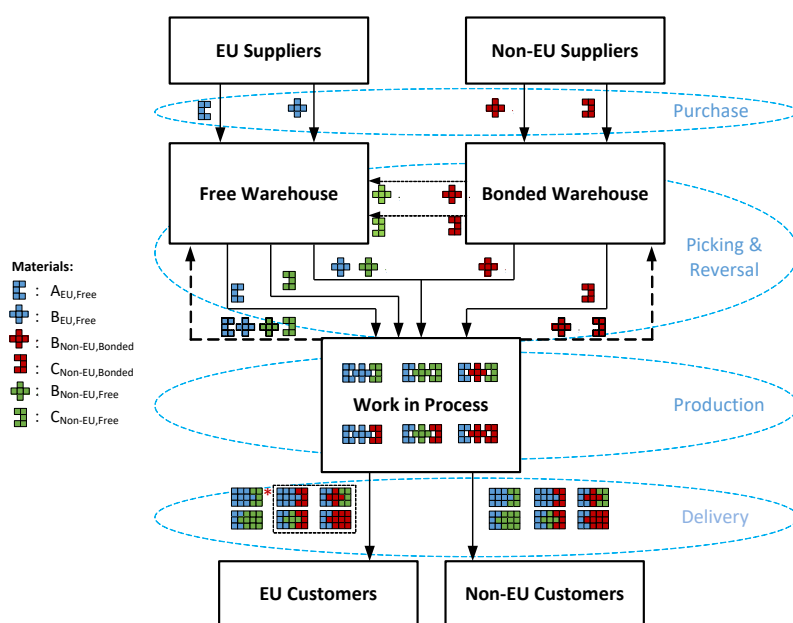 EU Suppliers
Non-EU Suppliers
Purchase
Free Warehouse
Bonded Warehouse
Picking &
Reversal
Materials:
: A_EU,Free
: B_EU,Free
: B_Non-EU,Bonded
: C_Non-EU,Bonded
: B_Non-EU,Free
: C_Non-EU,Free
Work in Process
Production
*
Delivery
EU Customers
Non-EU Customers